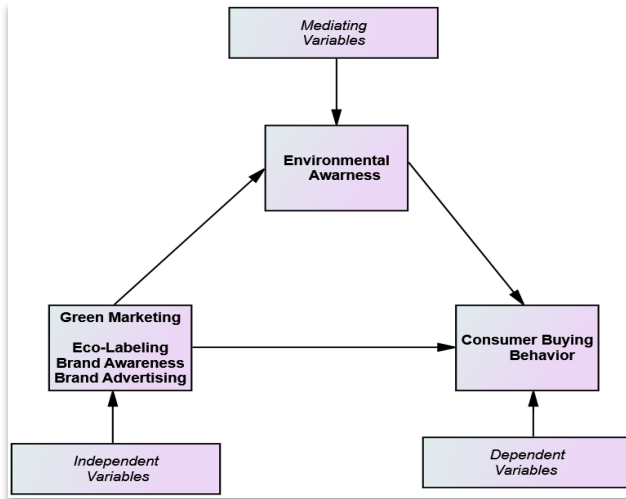 Mediating
Variables
Environmental
Awarness
Green Marketing
Eco-Labeling
Brand Awareness
Brand Advertising
Consumer Buying
Behavior
Independent
Variables
Dependent
Variables